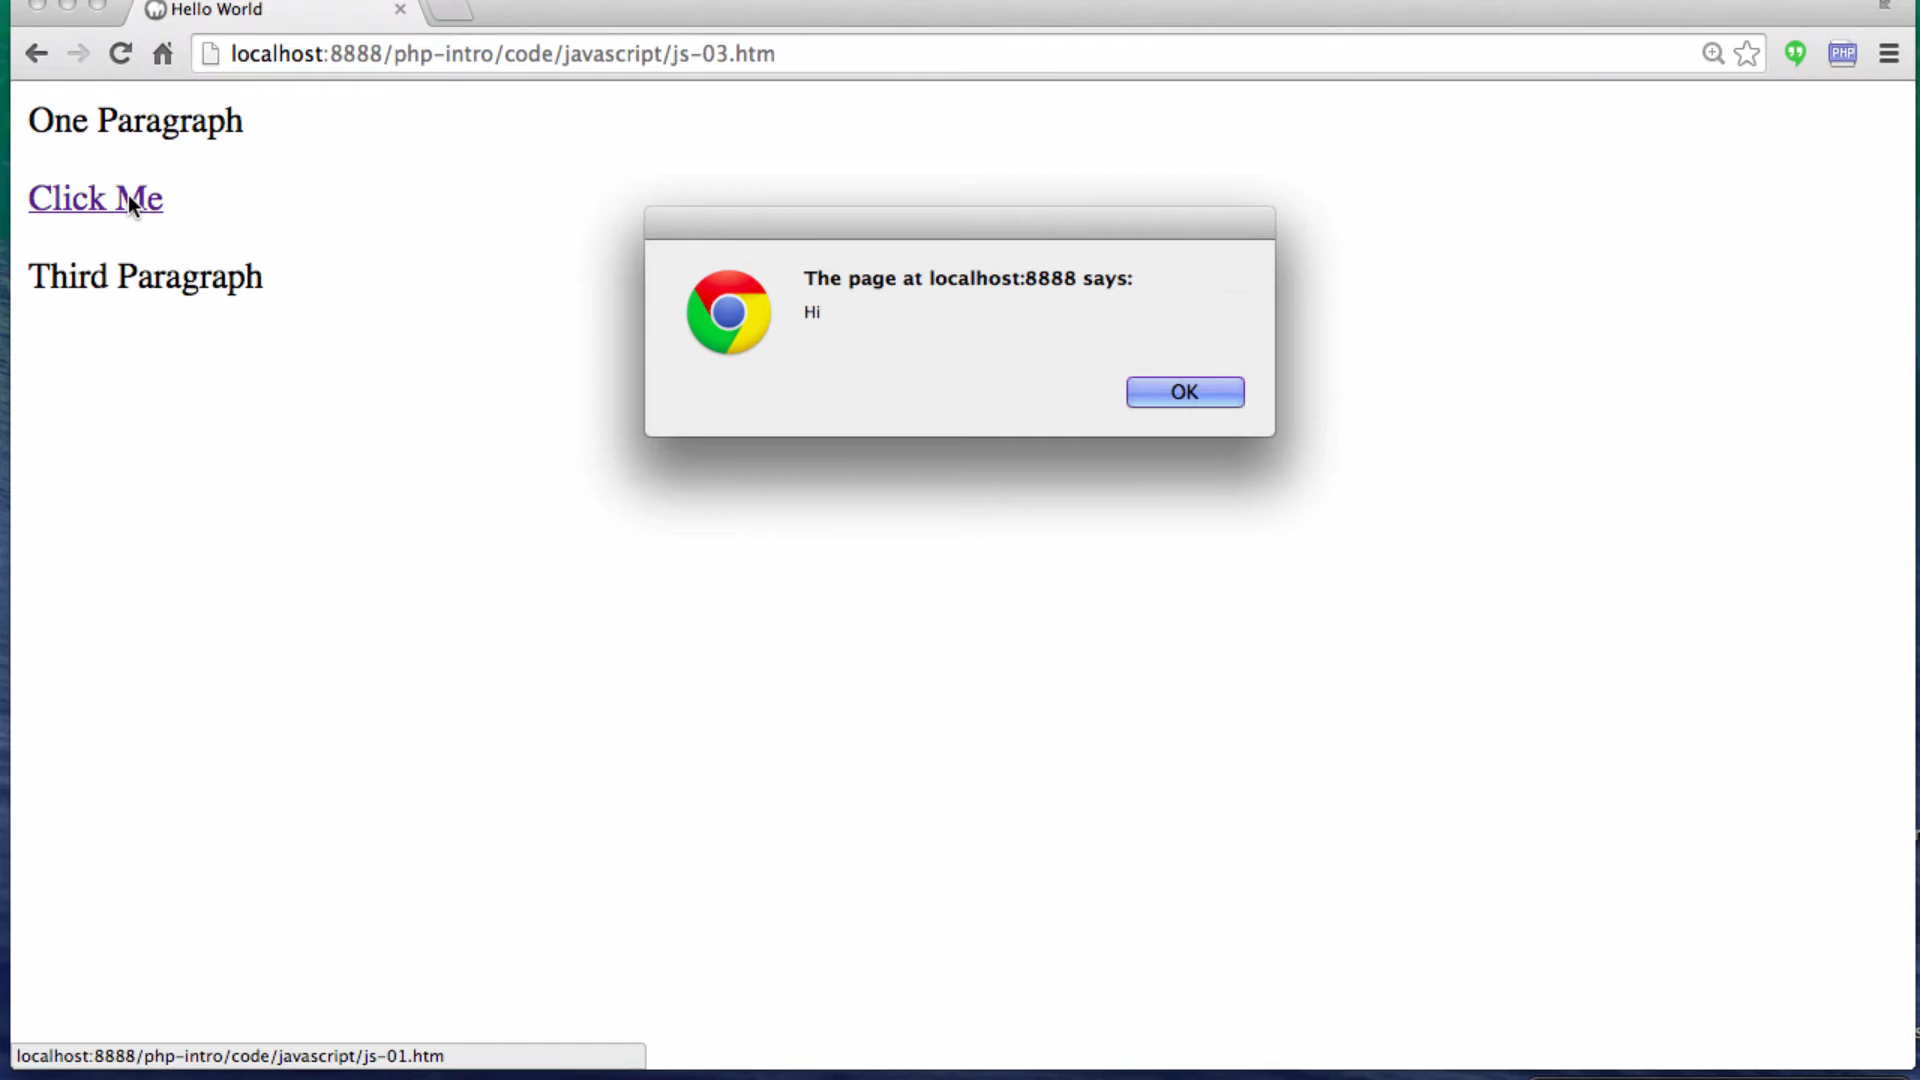 Hello World
localhost:8888/php-intro/code/javascript/js-03.htm
PHP
One Paragraph
Click Me
Third Paragraph
The page at localhost:8888 says:
Hi
OK
localhost:8888/php-intro/code/javascript/js-01.htm